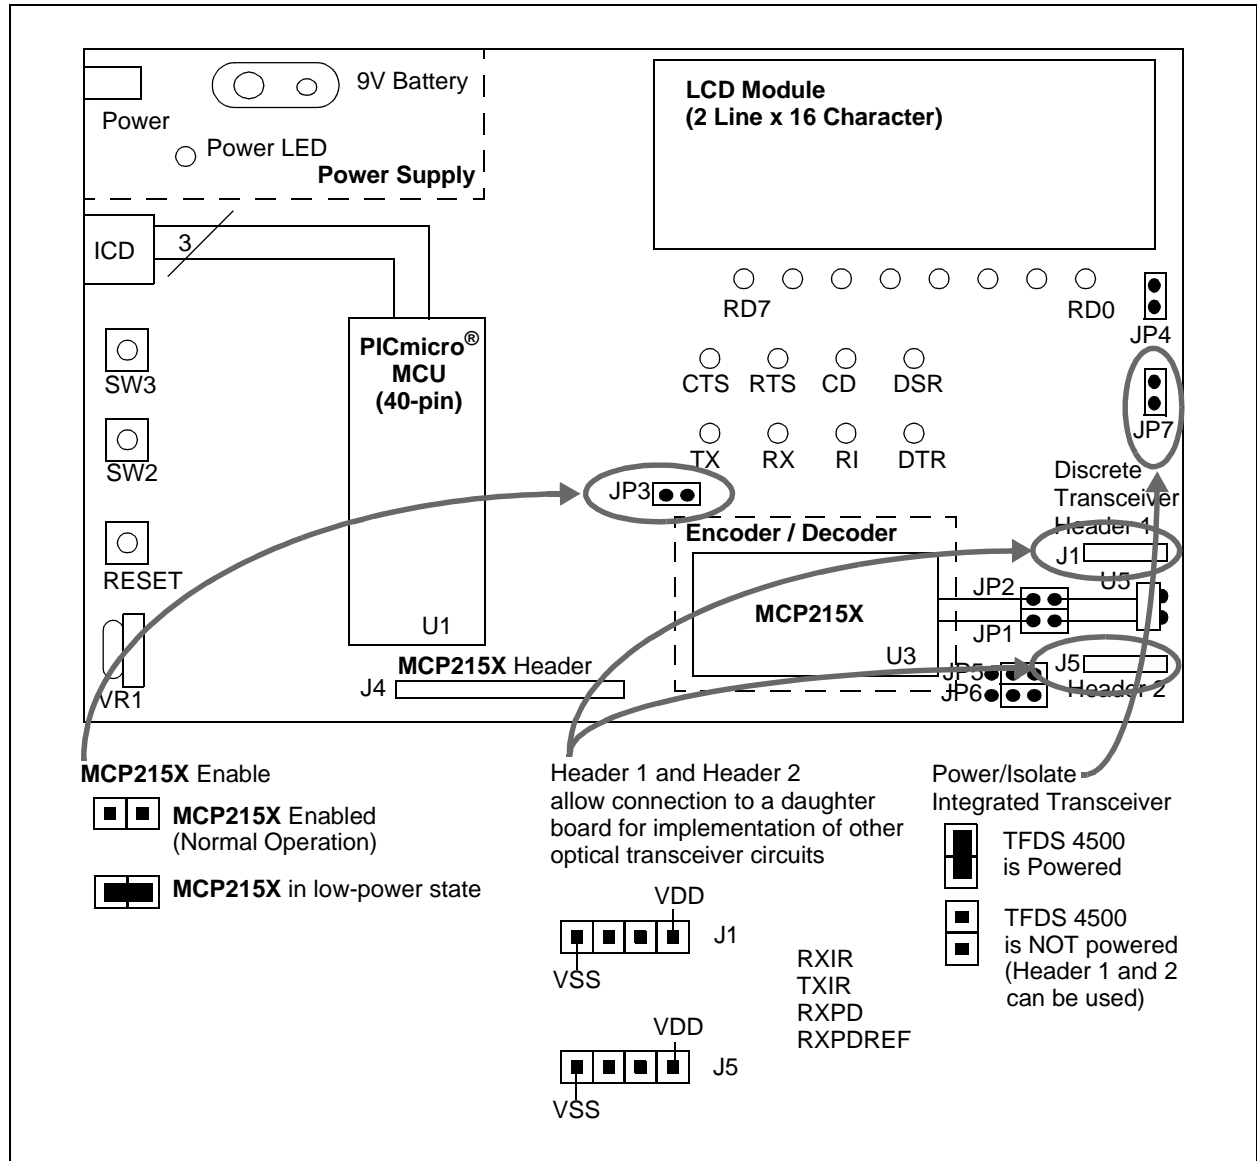 9V Battery
Power
Power LED
Power Supply
LCD Module
(2 Line x 16 Character)
ICD
3
RD7
RD0
JP4
PICmicro®
MCU
(40-pin)
SW3
CTS RTS CD DSR
JP7
SW2
TX RX RI DTR
JP3
Discrete
Transceiver
Header 1
Encoder / Decoder
J1
RESET
U5
JP2
MCP215X
JP1
U1
U3
MCP215X Header
J5
JP5
Header 2
J4
JP6
VR1
MCP215X Enable
MCP215X Enabled
(Normal Operation)
MCP215X in low-power state
Header 1 and Header 2
allow connection to a daughter
board for implementation of other
optical transceiver circuits
VDD
J1
VSS
VDD
J5
VSS
RXIR
TXIR
RXPD
RXPDREF
Power/Isolate
Integrated Transceiver
TFDS 4500
is Powered
TFDS 4500
is NOT powered
(Header 1 and 2
can be used)